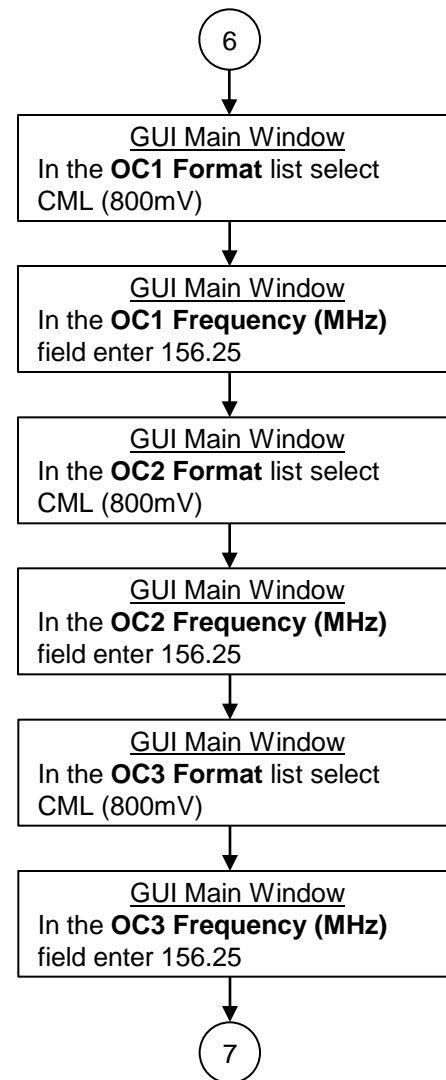 6
GUI Main Window
In the OC1 Format list select
CML (800mV)
GUI Main Window
In the OC1 Frequency (MHz)
field enter 156.25
GUI Main Window
In the OC2 Format list select
CML (800mV)
GUI Main Window
In the OC2 Frequency (MHz)
field enter 156.25
GUI Main Window
In the OC3 Format list select
CML (800mV)
GUI Main Window
In the OC3 Frequency (MHz)
field enter 156.25
7